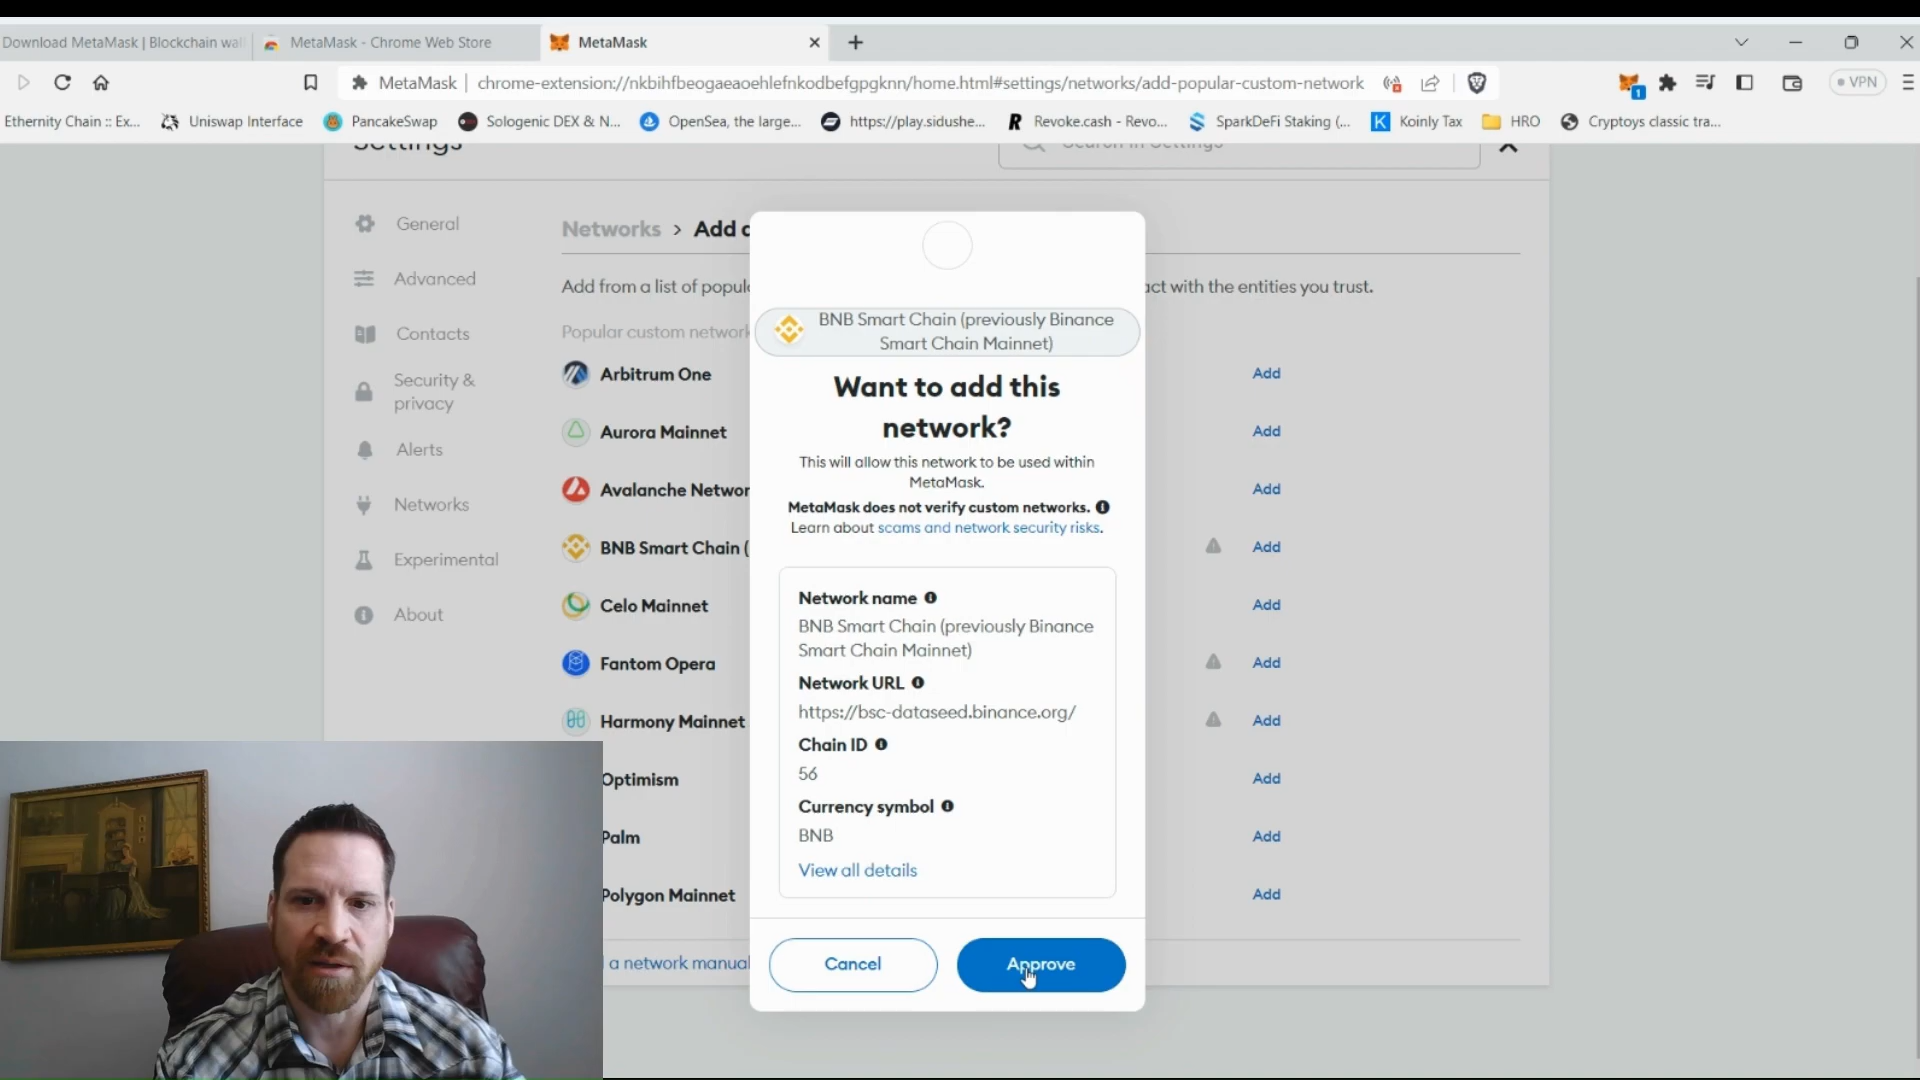 Download MetaMask | Blockchain wal
MetaMask - Chrome Web Store
MetaMask
MetaMask
chrome-extension://nkbihfbeogaeaoehlefnkodbefgpgknn/home.html#settings/networks/add-popular-custom-network
1
VPN
Ethernity Chain :: Ex...
Uniswap Interface
PancakeSwap
Sologenic DEX & N...
OpenSea, the large...
https://play.sidushe...
Revoke.cash - Revo...
SparkDeFi Staking (...
Koinly Tax
HRO
Cryptoys classic tra...
Settings
Search in Settings
General
Advanced
Contacts
Security &
privacy
Alerts
Networks
Experimental
About
Networks > Add a
Add from a list of popul
act with the entities you trust.
Popular custom network
Arbitrum One Add
Aurora Mainnet Add
Avalanche Networ Add
BNB Smart Chain ( Add
Celo Mainnet Add
Fantom Opera Add
Harmony Mainnet Add
Optimism Add
Palm Add
Polygon Mainnet Add
a network manual
BNB Smart Chain (previously Binance
Smart Chain Mainnet)
Want to add this
network?
This will allow this network to be used within
MetaMask.
MetaMask does not verify custom networks.
Learn about scams and network security risks.
Network name
BNB Smart Chain (previously Binance
Smart Chain Mainnet)
Network URL
https://bsc-dataseed.binance.org/
Chain ID
56
Currency symbol
BNB
View all details
Cancel
Approve